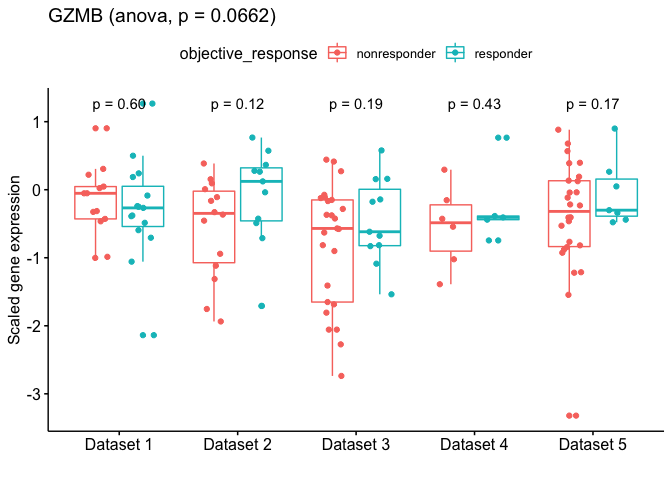 GZMB (anova, p = 0.0662)
objective_response nonresponder responder
p = 0.69 p = 0.12 p = 0.19 p = 0.43 p = 0.17
1
0
-1
-2
-3
Scaled gene expression
Dataset 1 Dataset 2 Dataset 3 Dataset 4 Dataset 5